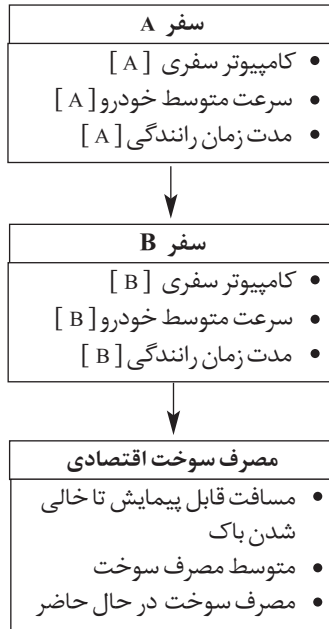 سفر A
• کامپیوتر سفری [A]
• سرعت متوسط خودرو [A]
• مدت زمان رانندگی [A]
سفر B
• کامپیوتر سفری [B]
• سرعت متوسط خودرو [B]
• مدت زمان رانندگی [B]
مصرف سوخت اقتصادی
• مسافت قابل پیمایش تا خالی
شدن باک
• متوسط مصرف سوخت
• مصرف سوخت در حال حاضر